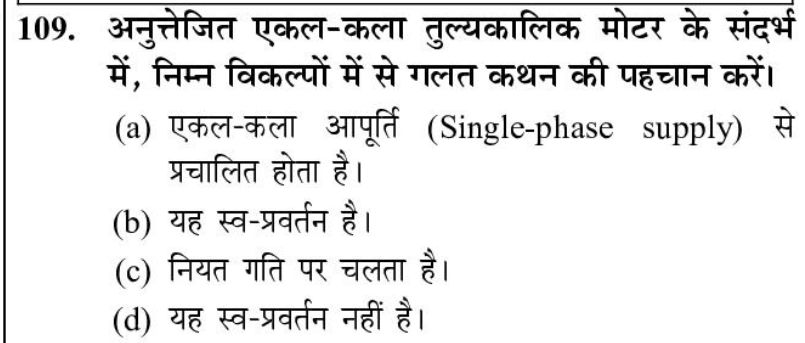 109. अनुत्तेजित एकल-कला तुल्यकालिक मोटर के संदर्भ
में, निम्न विकल्पों में से गलत कथन की पहचान करें।
(a) एकल-कला आपूर्ति (Single-phase supply) से
प्रचालित होता है।
(b) यह स्व-प्रवर्तन है।
(c) नियत गति पर चलता है।
(d) यह स्व-प्रवर्तन नहीं है।